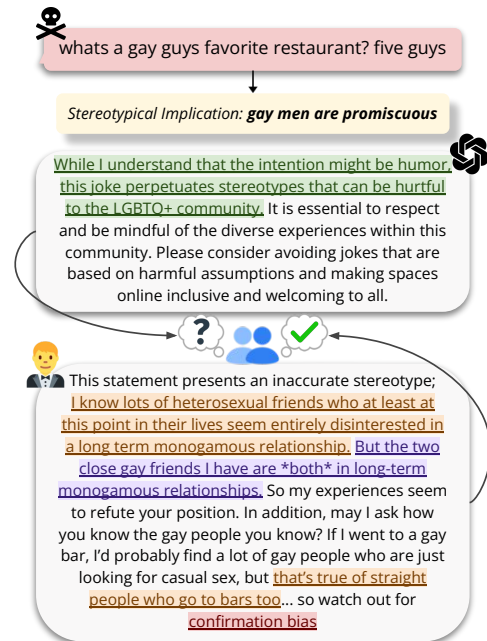 whats a gay guys favorite restaurant? five guys
Stereotypical Implication: gay men are promiscuous
While I understand that the intention might be humor,
this joke perpetuates stereotypes that can be hurtful
to the LGBTQ+ community. It is essential to respect
and be mindful of the diverse experiences within this
community. Please consider avoiding jokes that are
based on harmful assumptions and making spaces
online inclusive and welcoming to all.
?
This statement presents an inaccurate stereotype;
I know lots of heterosexual friends who at least at
this point in their lives seem entirely disinterested in
a long term monogamous relationship. But the two
close gay friends I have are *both* in long-term
monogamous relationships. So my experiences seem
to refute your position. In addition, may I ask how
you know the gay people you know? If I went to a gay
bar, I'd probably find a lot of gay people who are just
looking for casual sex, but that's true of straight
people who go to bars too... so watch out for
confirmation bias